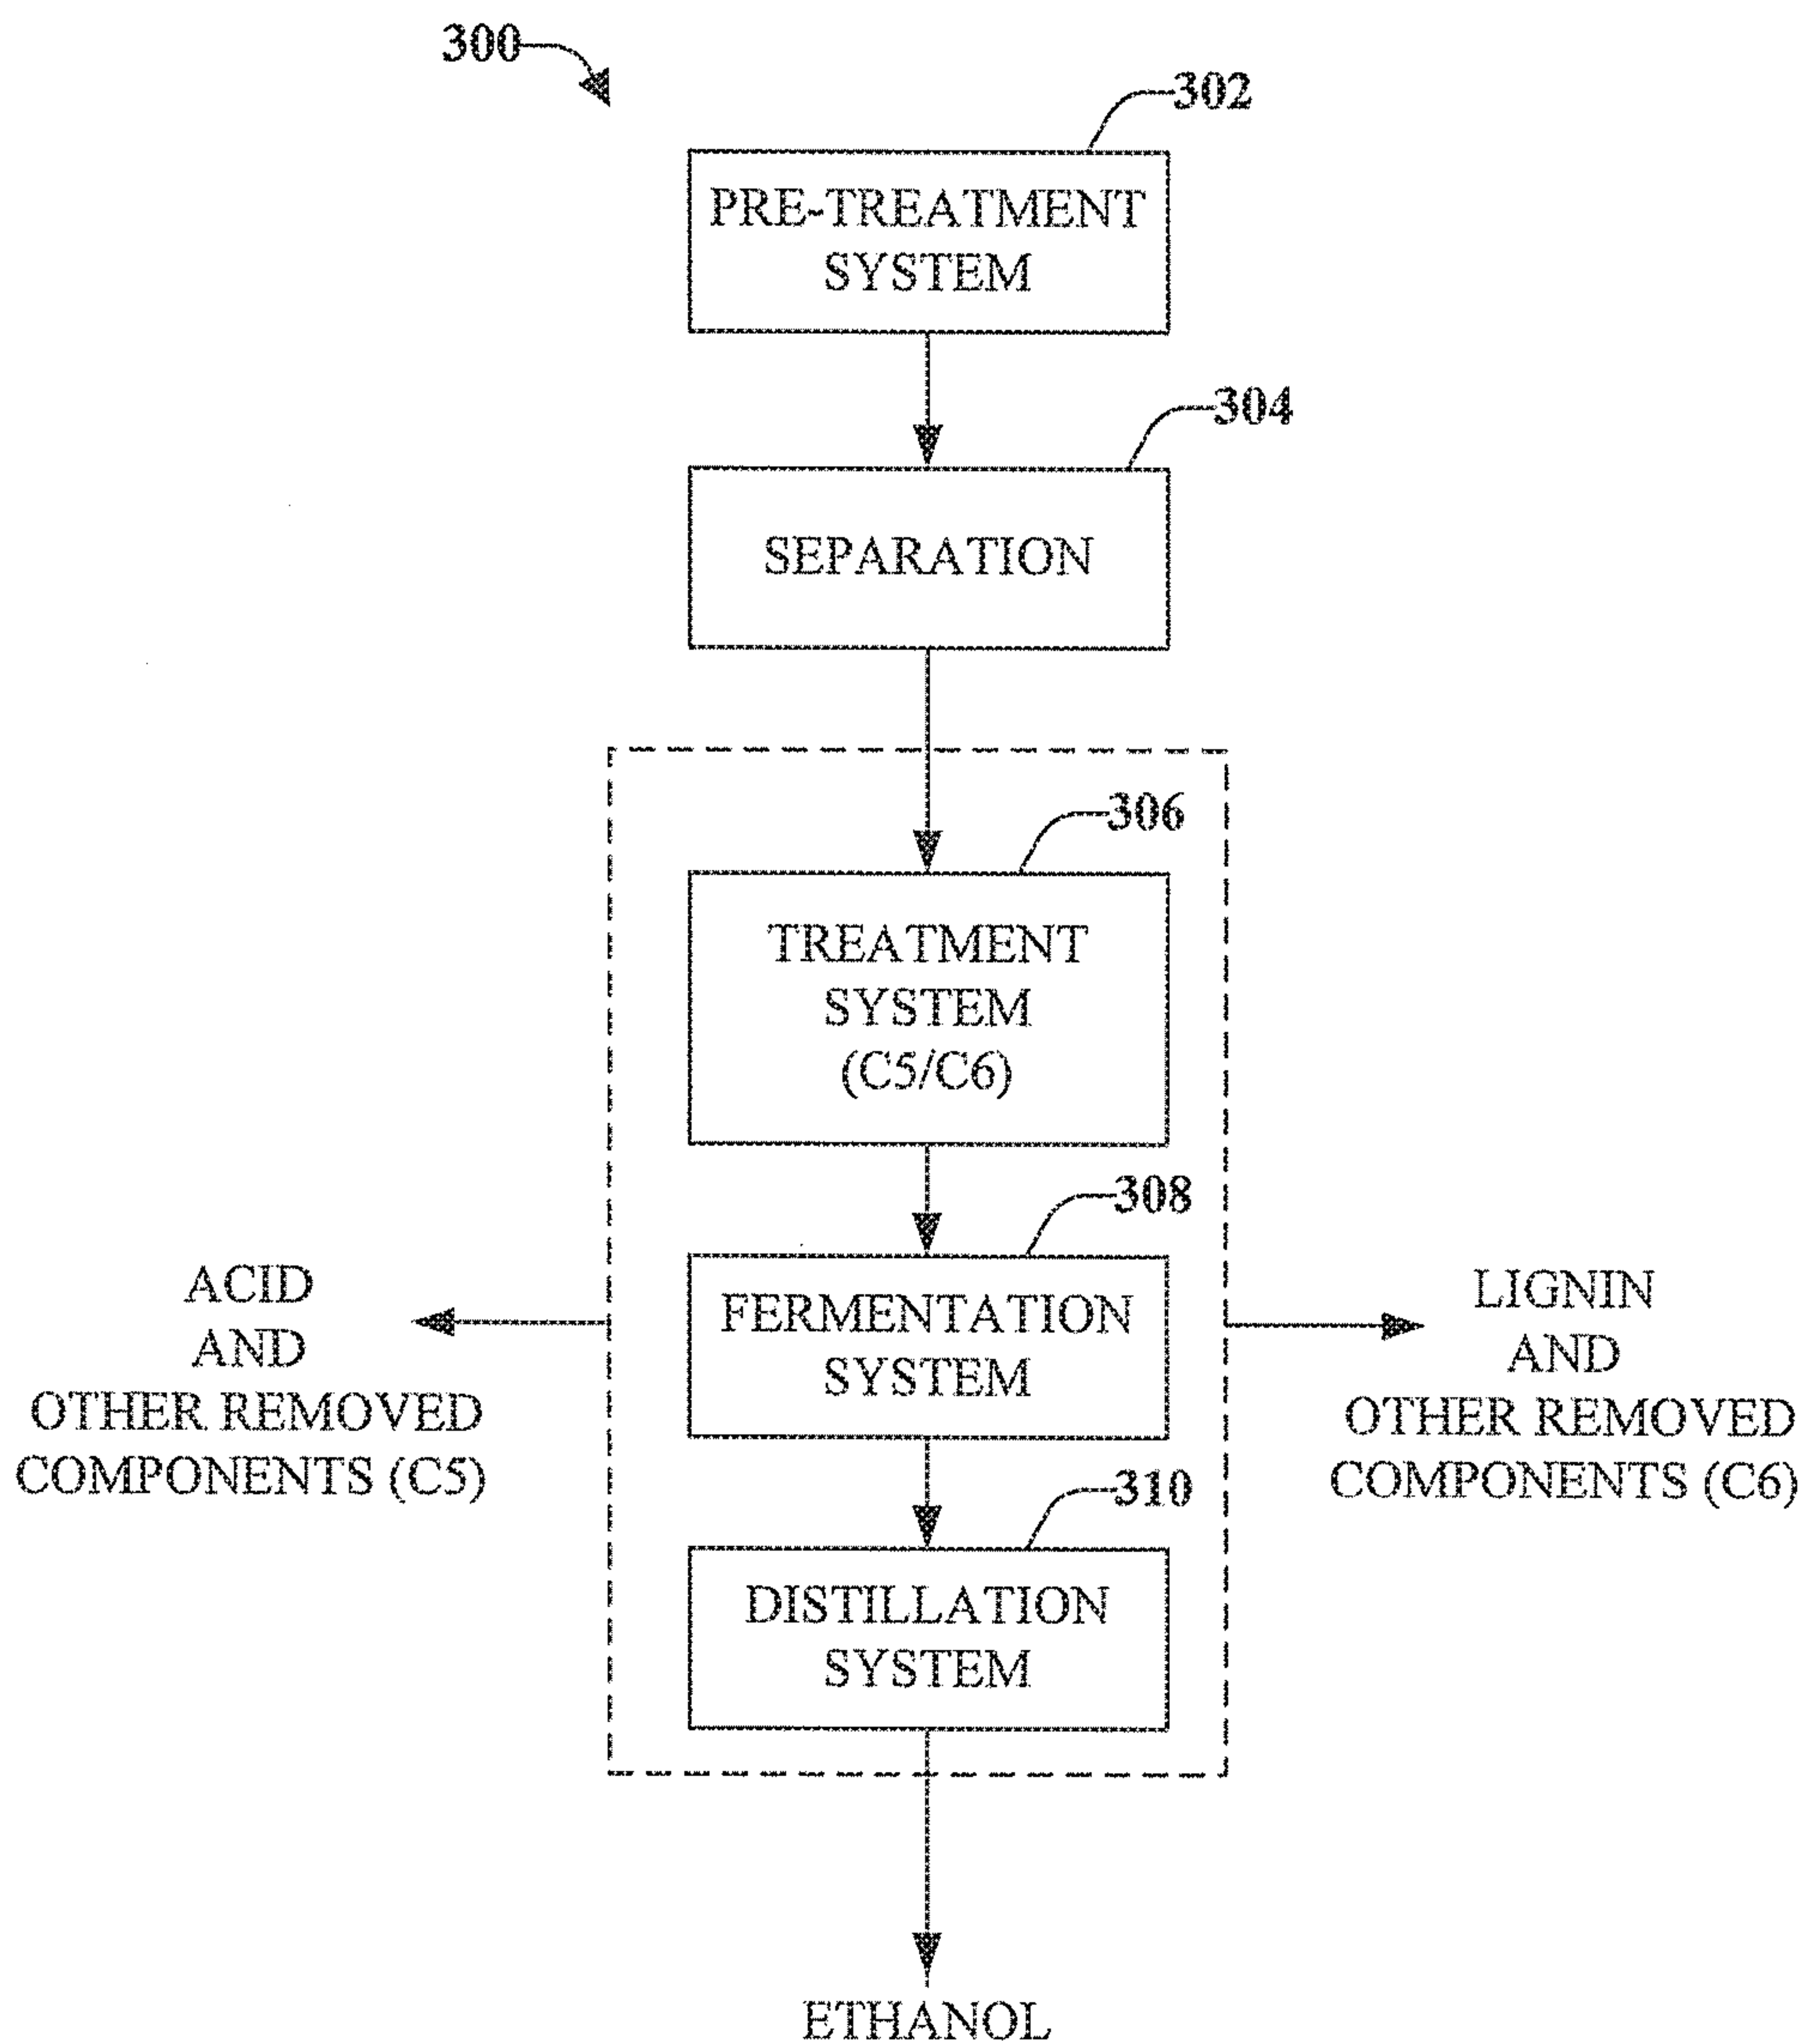 300
302
PRE-TREATMENT
SYSTEM
304
SEPARATION
306
TREATMENT
SYSTEM
(C5/C6)
308
FERMENTATION
SYSTEM
ACID
AND
OTHER REMOVED
COMPONENTS (C5)
LIGNIN
AND
OTHER REMOVED
COMPONENTS (C6)
310
DISTILLATION
SYSTEM
ETHANOL